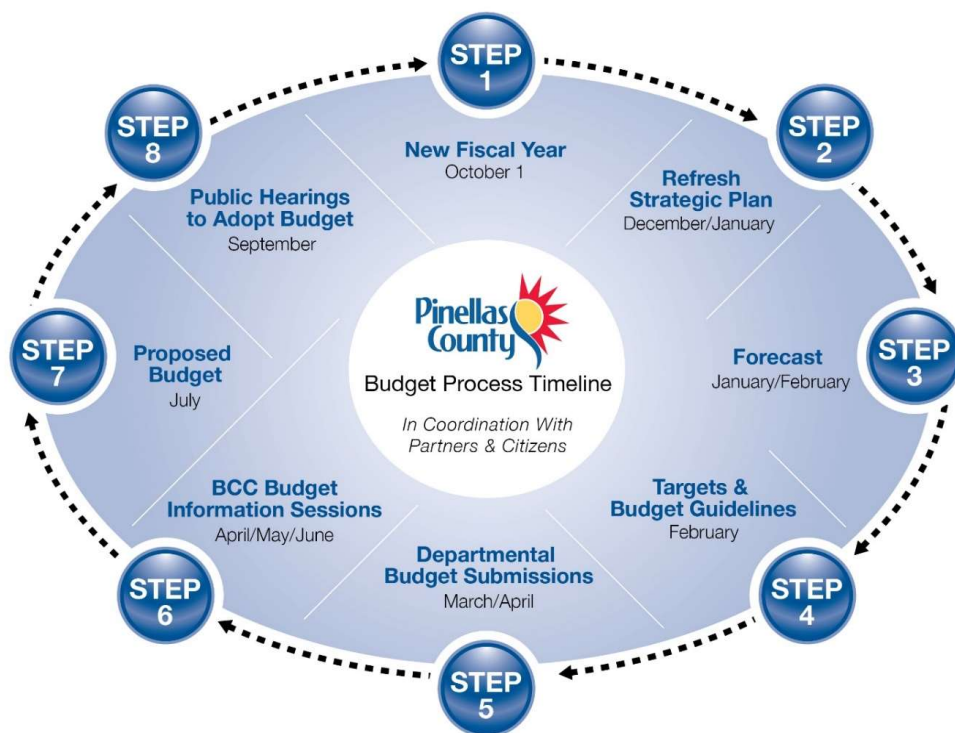 STEP
1
New Fiscal Year
October 1
STEP
2
Refresh
Strategic Plan
December/January
STEP
3
Forecast
January/February
STEP
4
Targets &
Budget Guidelines
February
STEP
5
Departmental
Budget Submissions
March/April
STEP
6
BCC Budget
Information Sessions
April/May/June
STEP
7
Proposed
Budget
July
STEP
8
Public Hearings
to Adopt Budget
September
Pinellas
County
Budget Process Timeline
In Coordination With
Partners & Citizens